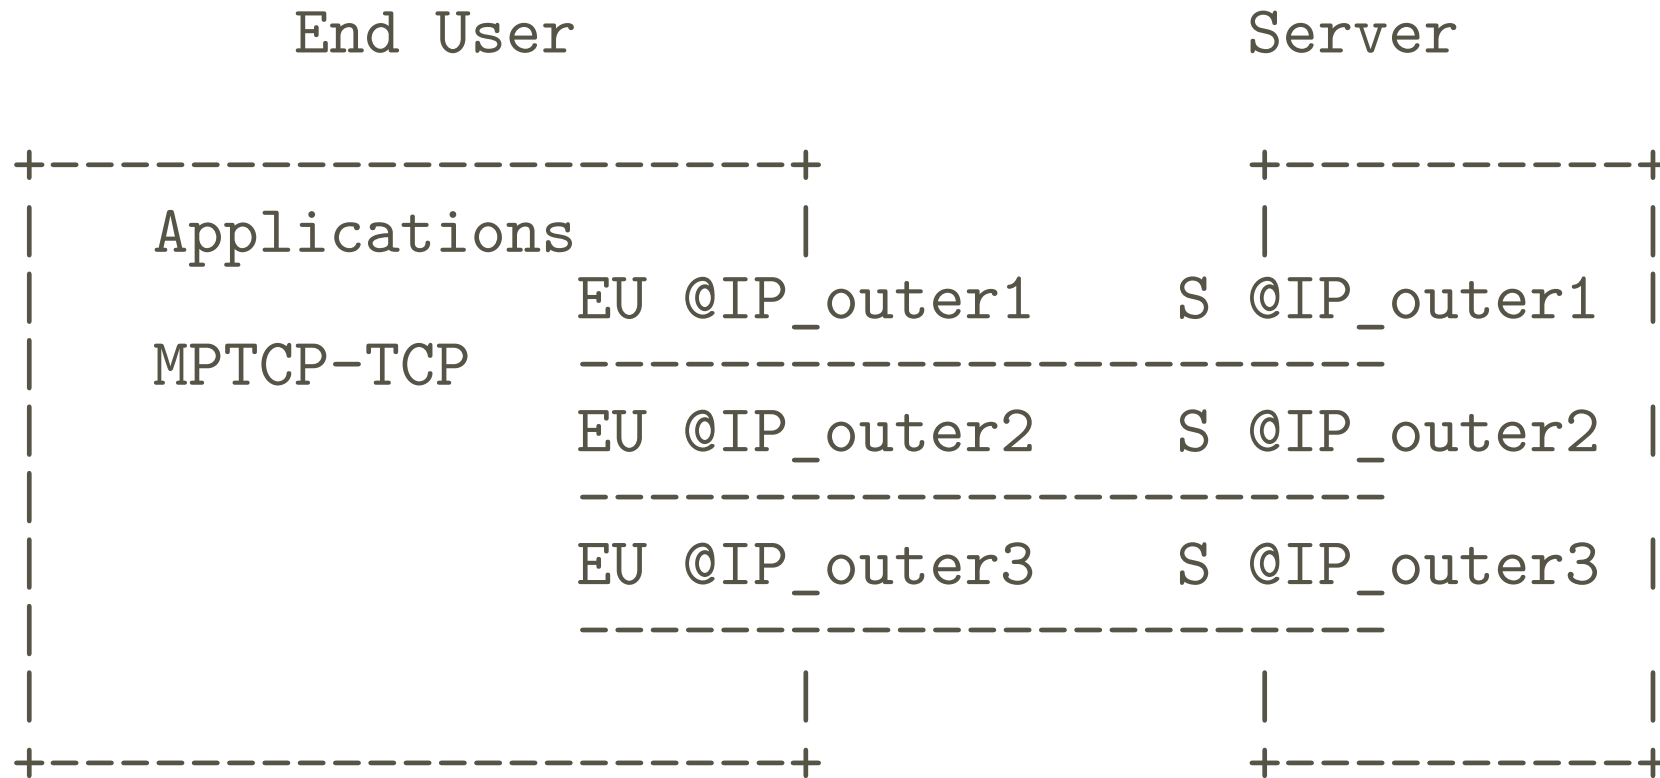 End User Server
+----------------------+ +-----------+
| Applications | | |
| EU @IP_outer1 S @IP_outer1 |
| MPTCP-TCP -----------------------
| EU @IP_outer2 S @IP_outer2 |
| -----------------------
| EU @IP_outer3 S @IP_outer3 |
| -----------------------
| | | |
+----------------------+ +-----------+